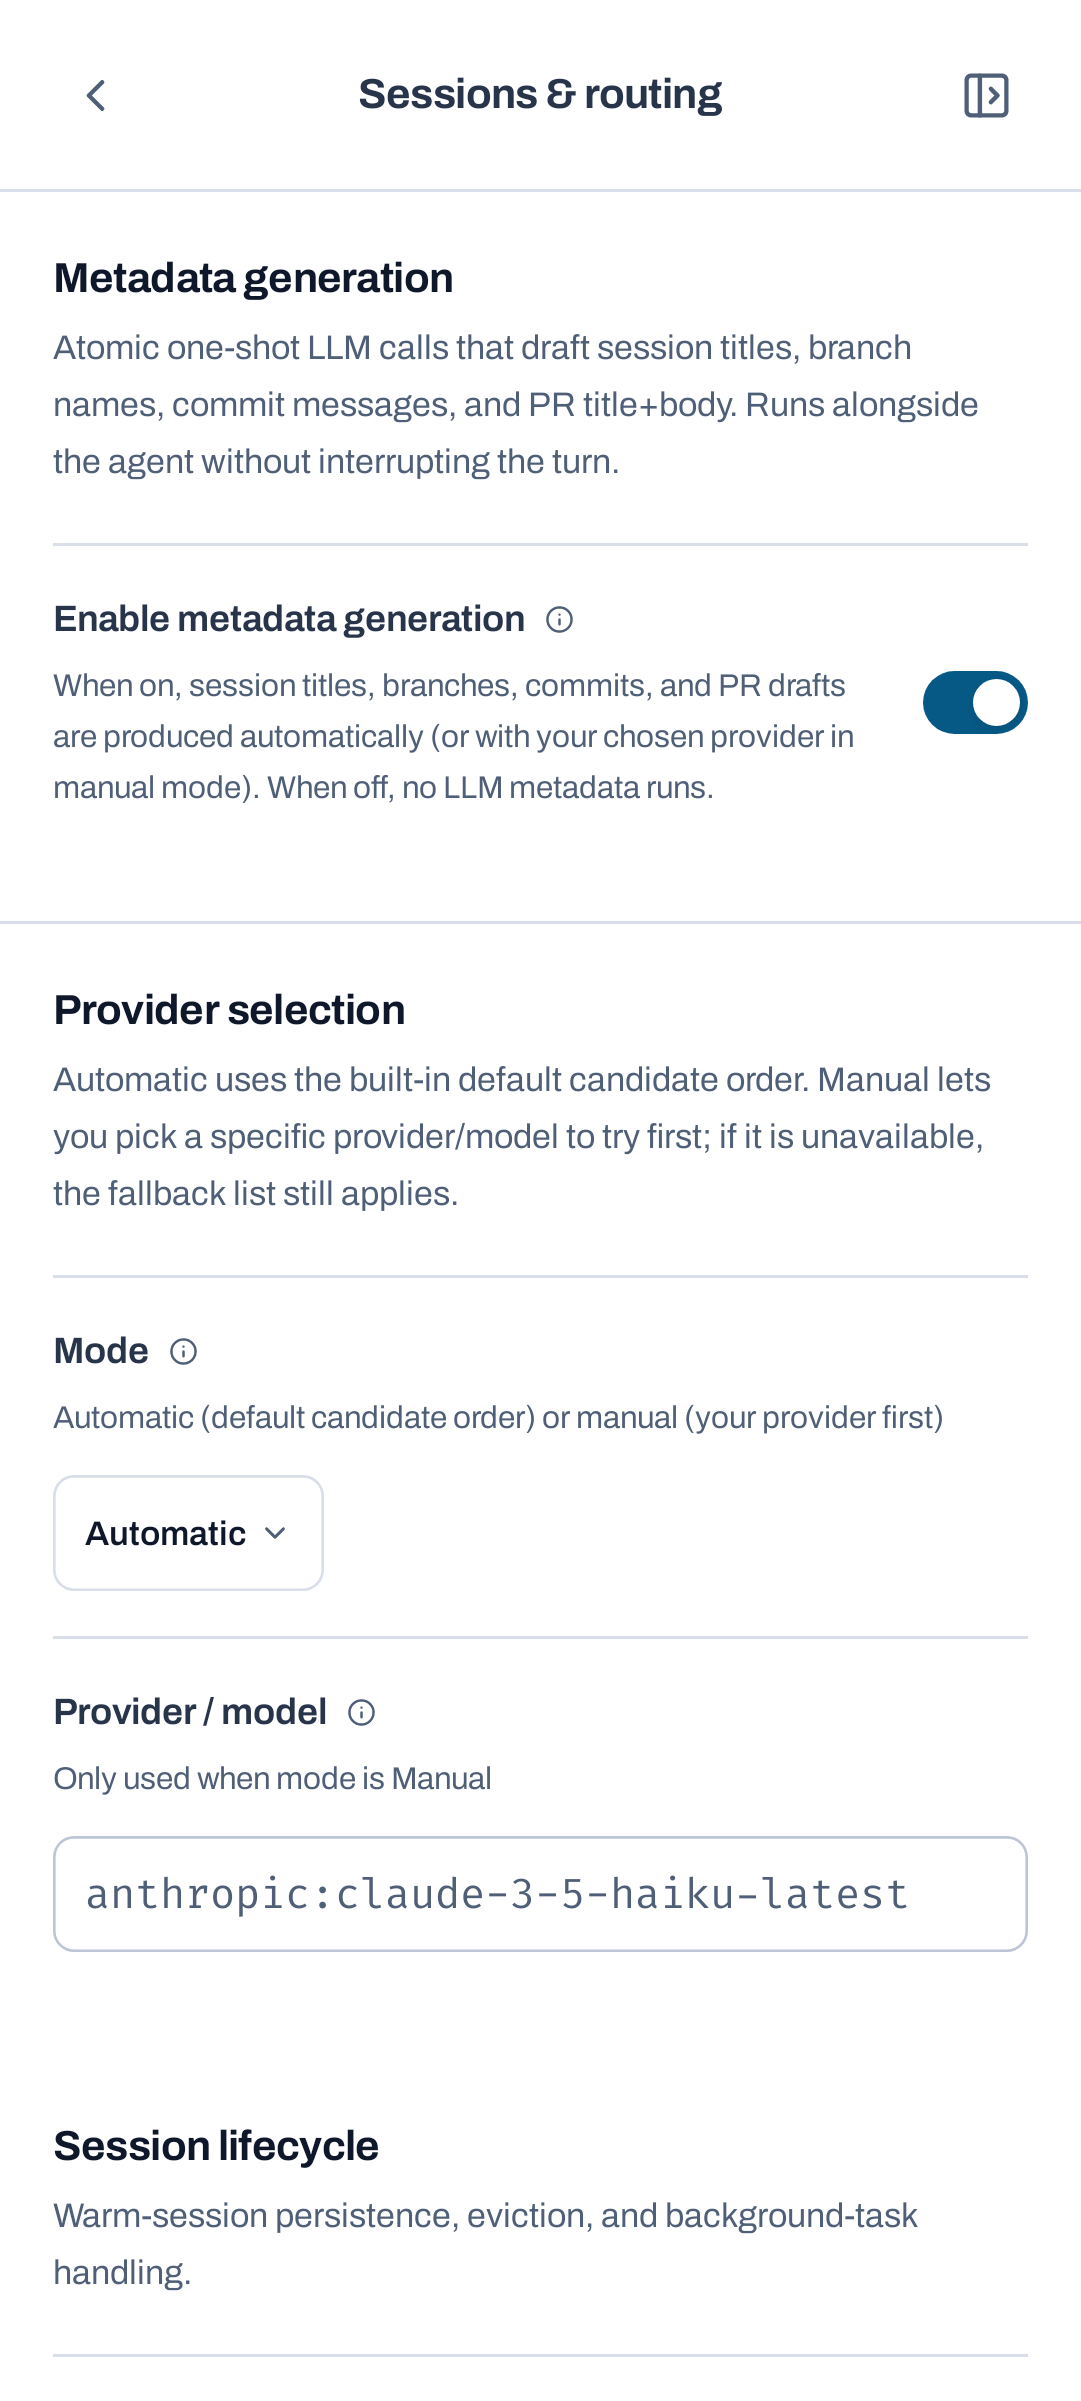 Sessions & routing
Metadata generation
Atomic one-shot LLM calls that draft session titles, branch
names, commit messages, and PR title+body. Runs alongside
the agent without interrupting the turn.
Enable metadata generation
When on, session titles, branches, commits, and PR drafts
are produced automatically (or with your chosen provider in
manual mode). When off, no LLM metadata runs.
Provider selection
Automatic uses the built-in default candidate order. Manual lets
you pick a specific provider/model to try first; if it is unavailable,
the fallback list still applies.
Mode
Automatic (default candidate order) or manual (your provider first)
Automatic
Provider / model
Only used when mode is Manual
anthropic:claude-3-5-haiku-latest
Session lifecycle
Warm-session persistence, eviction, and background-task
handling.